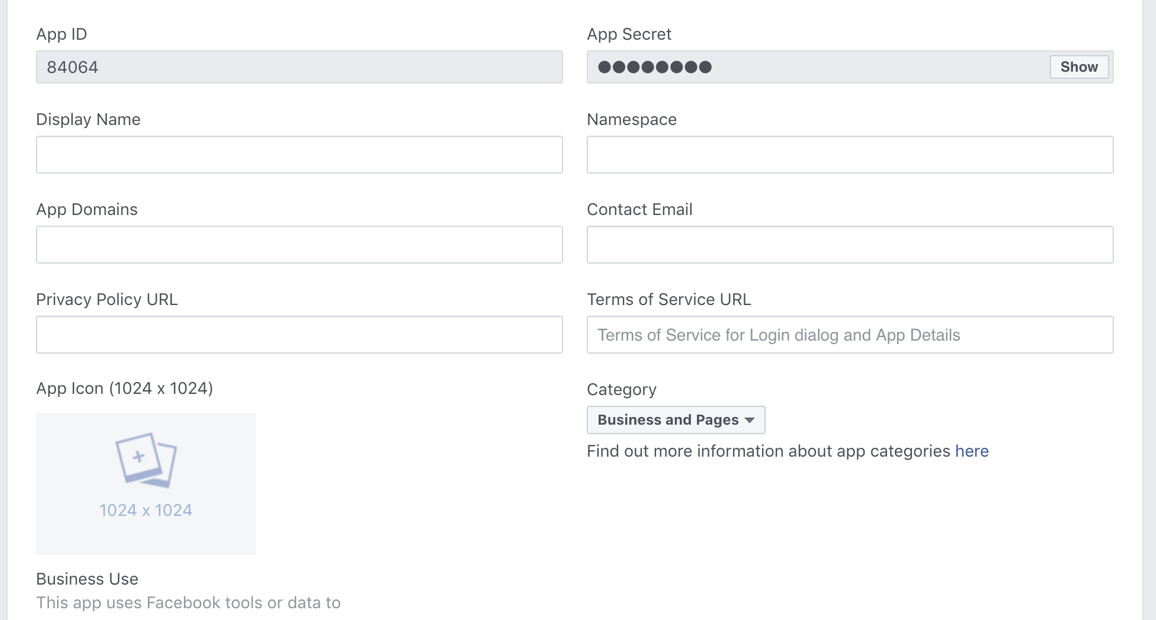 App ID
84064
App Secret
●●●●●●●●
Show
Display Name
Namespace
App Domains
Contact Email
Privacy Policy URL
Terms of Service URL
Terms of Service for Login dialog and App Details
App Icon (1024 x 1024)
1024 x 1024
Category
Business and Pages
Find out more information about app categories here
Business Use
This app uses Facebook tools or data to